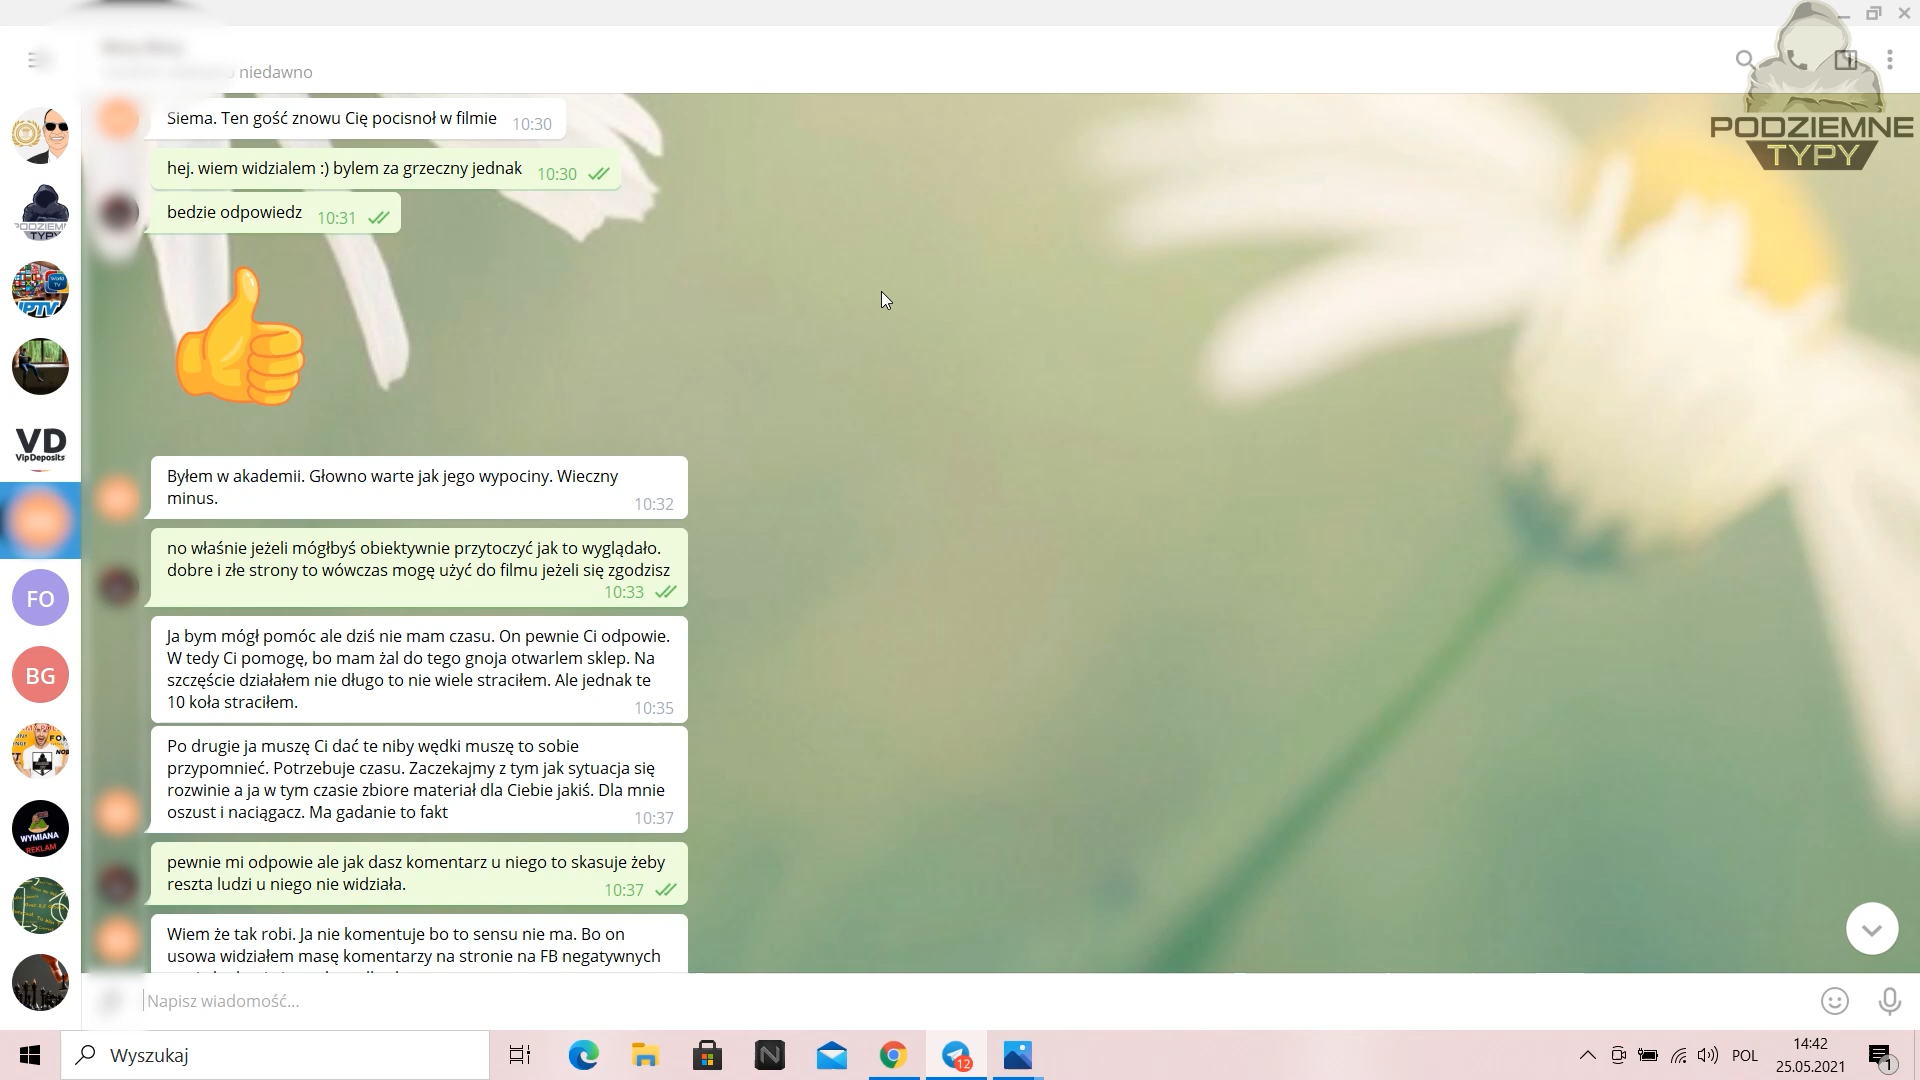 niedawno
Siema. Ten gość znowu Cię pocisnoł w filmie 10:30
hej. wiem widzialem :) bylem za grzeczny jednak 10:30
bedzie odpowiedz 10:31
Byłem w akademii. Głowno warte jak jego wypociny. Wieczny
minus. 10:32
no właśnie jeżeli mógłbyś obiektywnie przytoczyć jak to wyglądało.
dobre i złe strony to wówczas mogę użyć do filmu jeżeli się zgodzisz
10:33
Ja bym mógł pomóc ale dziś nie mam czasu. On pewnie Ci odpowie.
W tedy Ci pomogę, bo mam żal do tego gnoja otwarlem sklep. Na
szczęście działałem nie długo to nie wiele straciłem. Ale jednak te
10 koła straciłem. 10:35
Po drugie ja muszę Ci dać te niby wędki muszę to sobie
przypomnieć. Potrzebuje czasu. Zaczekajmy z tym jak sytuacja się
rozwinie a ja w tym czasie zbiore materiał dla Ciebie jakiś. Dla mnie
oszust i naciągacz. Ma gadanie to fakt 10:37
pewnie mi odpowie ale jak dasz komentarz u niego to skasuje żeby
reszta ludzi u niego nie widziała. 10:37
Wiem że tak robi. Ja nie komentuje bo to sensu nie ma. Bo on
usowa widziałem masę komentarzy na stronie na FB negatywnych
Napisz wiadomość...
PODZIEMNE
TYPY
PODZIEM
TYPY
World
TV
IPTV
VD
VipDeposits
FO
BG
WYMIANA
REKLAM
Wyszukaj
N
12
POL
14:42
25.05.2021
1